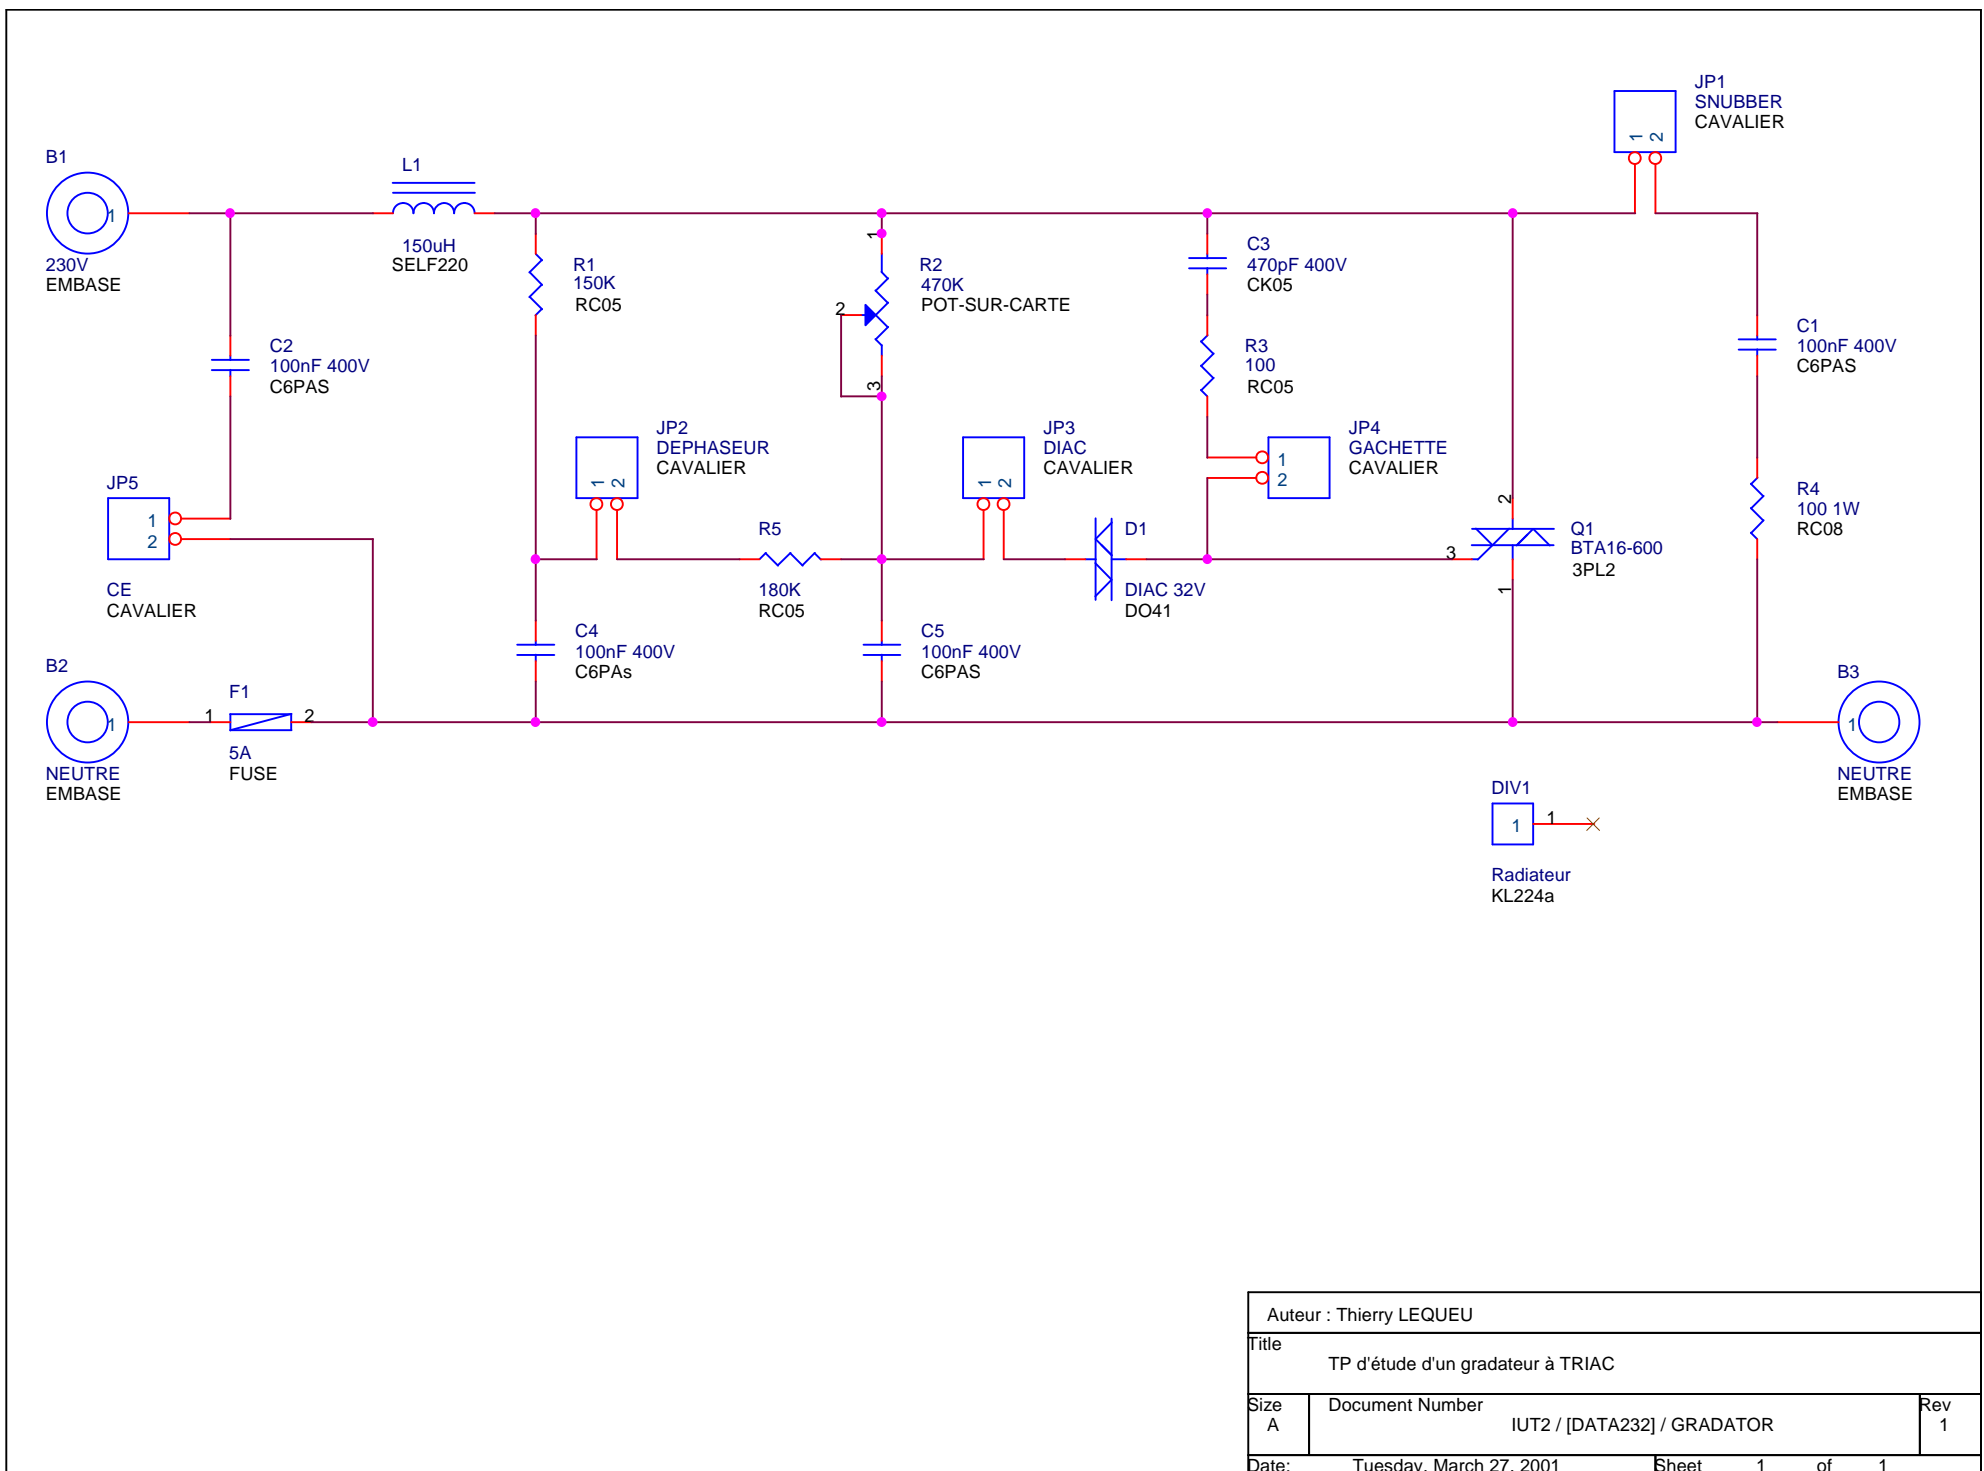 JP1
SNUBBER
CAVALIER
1
2
B1
1
230V
EMBASE
L1
150uH
SELF220
R1
150K
RC05
1
2
3
R2
470K
POT-SUR-CARTE
C3
470pF 400V
CK05
R3
100
RC05
C1
100nF 400V
C6PAS
C2
100nF 400V
C6PAS
JP2
DEPHASEUR
CAVALIER
1
2
JP3
DIAC
CAVALIER
1
2
JP4
GACHETTE
CAVALIER
1
2
JP5
1
2
CE
CAVALIER
R5
180K
RC05
D1
DIAC 32V
DO41
2
3
1
Q1
BTA16-600
3PL2
R4
100 1W
RC08
C4
100nF 400V
C6PAs
C5
100nF 400V
C6PAS
B2
1
NEUTRE
EMBASE
F1
1
2
5A
FUSE
B3
1
NEUTRE
EMBASE
DIV1
1
1
Radiateur
KL224a
Auteur : Thierry LEQUEU
Title
TP d'étude d'un gradateur à TRIAC
Size
A
Document Number
IUT2 / [DATA232] / GRADATOR
Rev
1
Date: Tuesday, March 27, 2001 Sheet 1 of 1